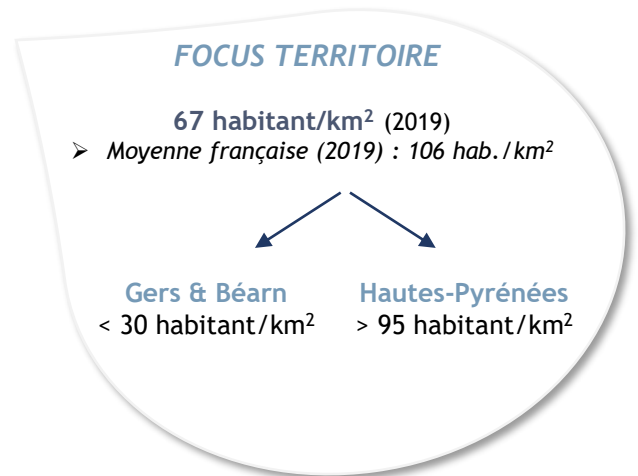 FOCUS TERRITOIRE
67 habitant/km² (2019)
➢ Moyenne française (2019) : 106 hab./km²
Gers & Béarn
< 30 habitant/km²
Hautes-Pyrénées
> 95 habitant/km²